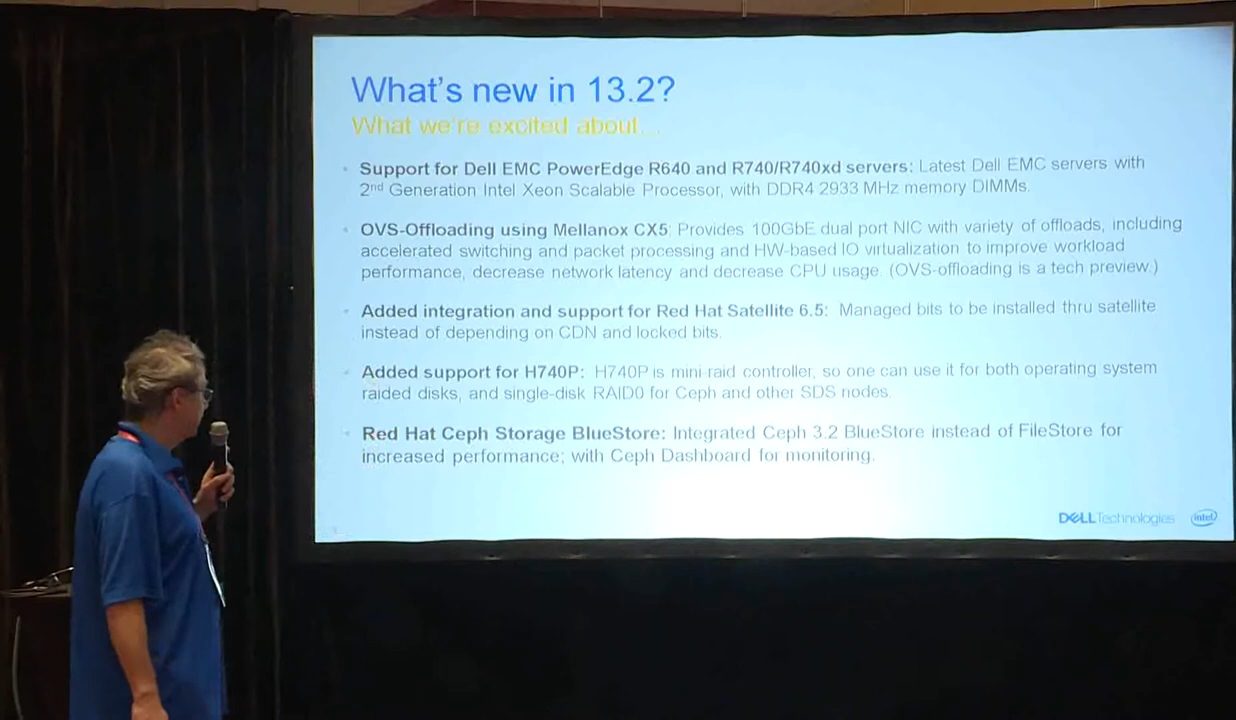 What's new in 13.2?
What we're excited about...
Support for Dell EMC PowerEdge R640 and R740/R740xd servers: Latest Dell EMC servers with
2nd Generation Intel Xeon Scalable Processor, with DDR4 2933 MHz memory DIMMs.
OVS-Offloading using Mellanox CX5: Provides 100GbE dual port NIC with variety of offloads, including
accelerated switching and packet processing and HW-based IO virtualization to improve workload
performance, decrease network latency and decrease CPU usage. (OVS-offloading is a tech preview.)
Added integration and support for Red Hat Satellite 6.5: Managed bits to be installed thru satellite
instead of depending on CDN and locked bits.
Added support for H740P: H740P is mini-raid controller, so one can use it for both operating system
raided disks, and single-disk RAID0 for Ceph and other SDS nodes.
Red Hat Ceph Storage BlueStore: Integrated Ceph 3.2 BlueStore instead of FileStore for
increased performance; with Ceph Dashboard for monitoring.
DELL Technologies intel